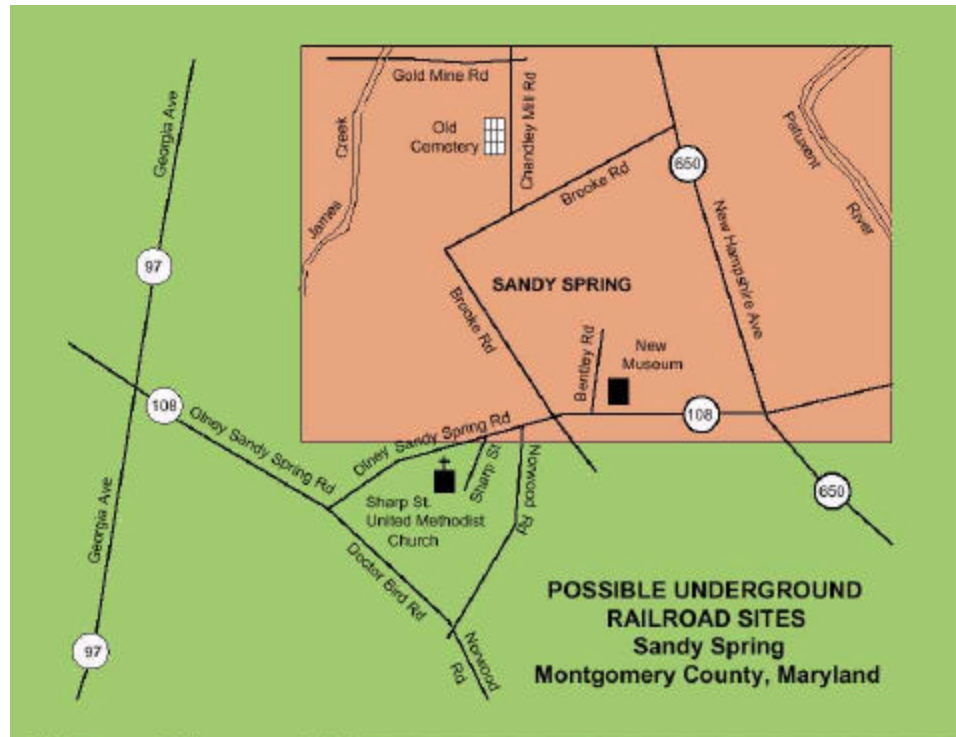 Gold Mine Rd
Georgia Ave
Chandley Mill Rd
Creek
James
Old
Cemetery
Patuxent
River
650
Brooke Rd
New Hampshire Ave
97
SANDY SPRING
Brooke Rd
Bentley Rd
New
Museum
108
Olney Sandy Spring Rd
108
Olney Sandy Spring Rd
Sharp St
Norwood Rd
650
Sharp St.
United Methodist
Church
Georgia Ave
Doctor Bird Rd
97
Norwood
Rd
POSSIBLE UNDERGROUND
RAILROAD SITES
Sandy Spring
Montgomery County, Maryland